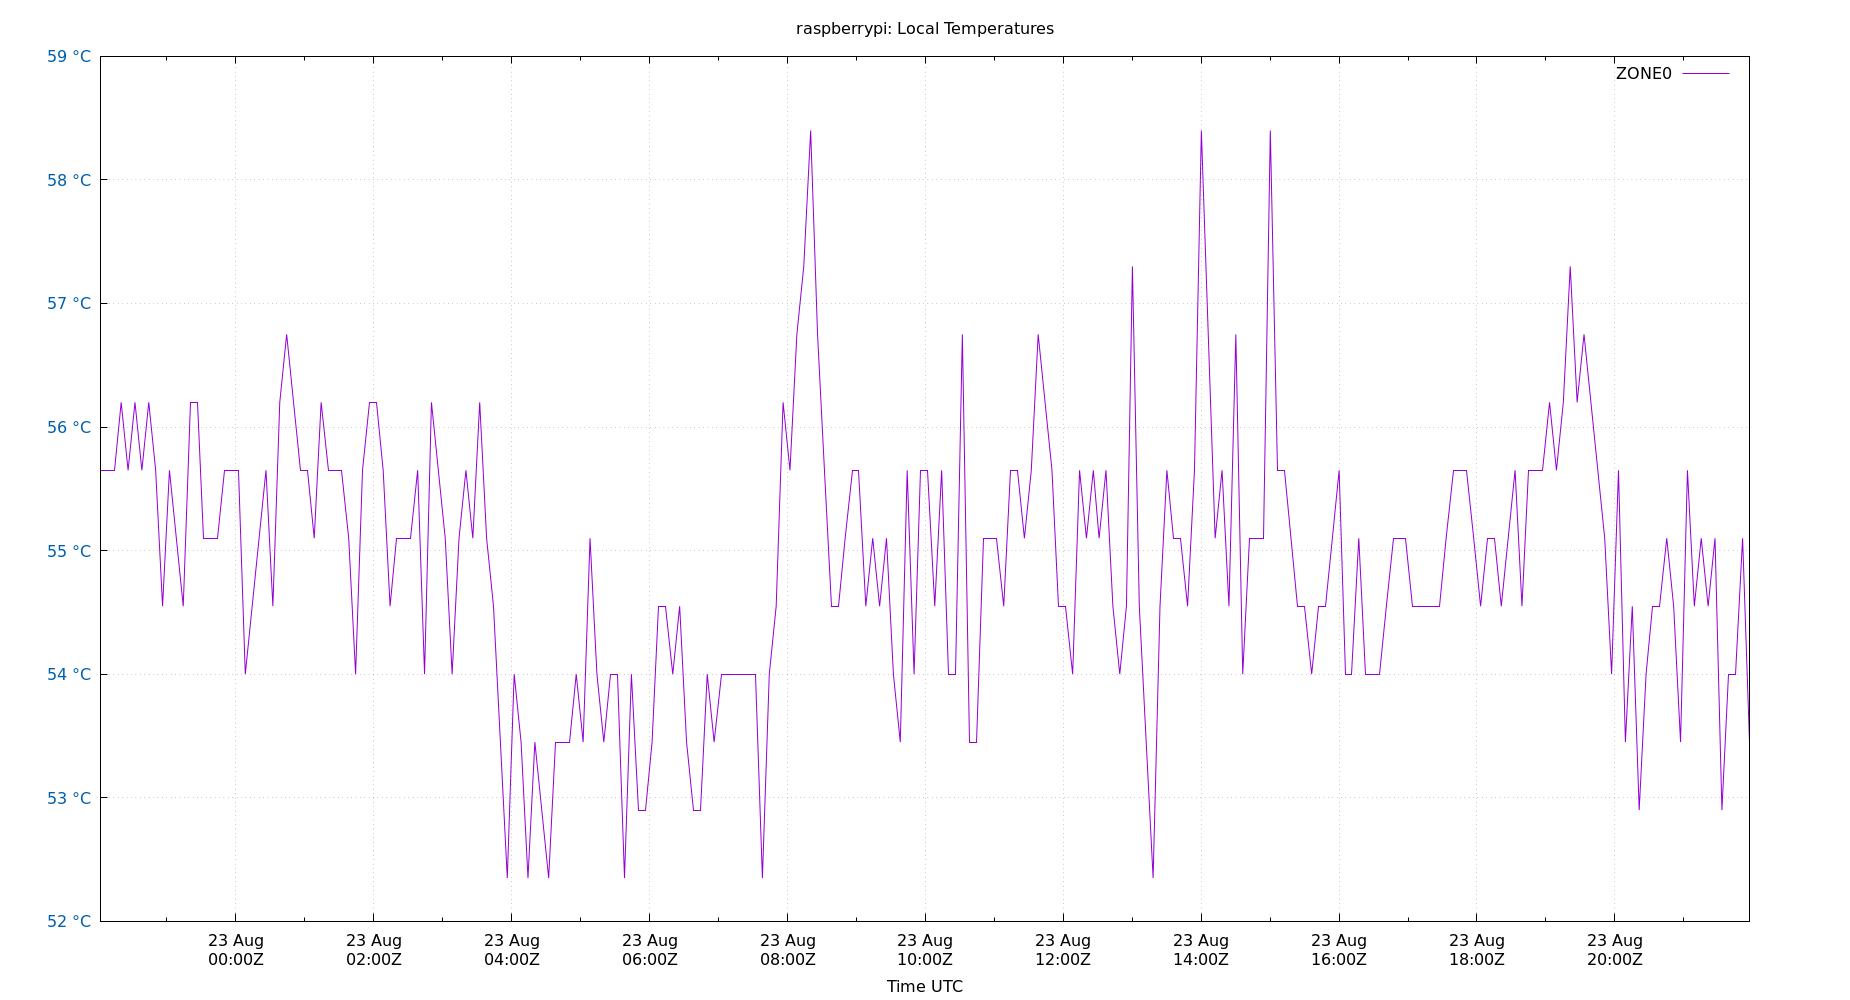 raspberrypi: Local Temperatures
59 °C
ZONE0
58 °C
57 °C
56 °C
55 °C
54 °C
53 °C
52 °C
23 Aug 23 Aug 23 Aug 23 Aug 23 Aug 23 Aug 23 Aug 23 Aug 23 Aug 23 Aug 23 Aug
00:00Z 02:00Z 04:00Z 06:00Z 08:00Z 10:00Z 12:00Z 14:00Z 16:00Z 18:00Z 20:00Z
Time UTC